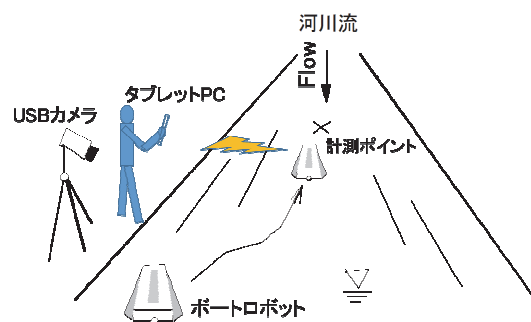 河川流
Flow
タブレットPC
USBカメラ
計測ポイント
ボートロボット